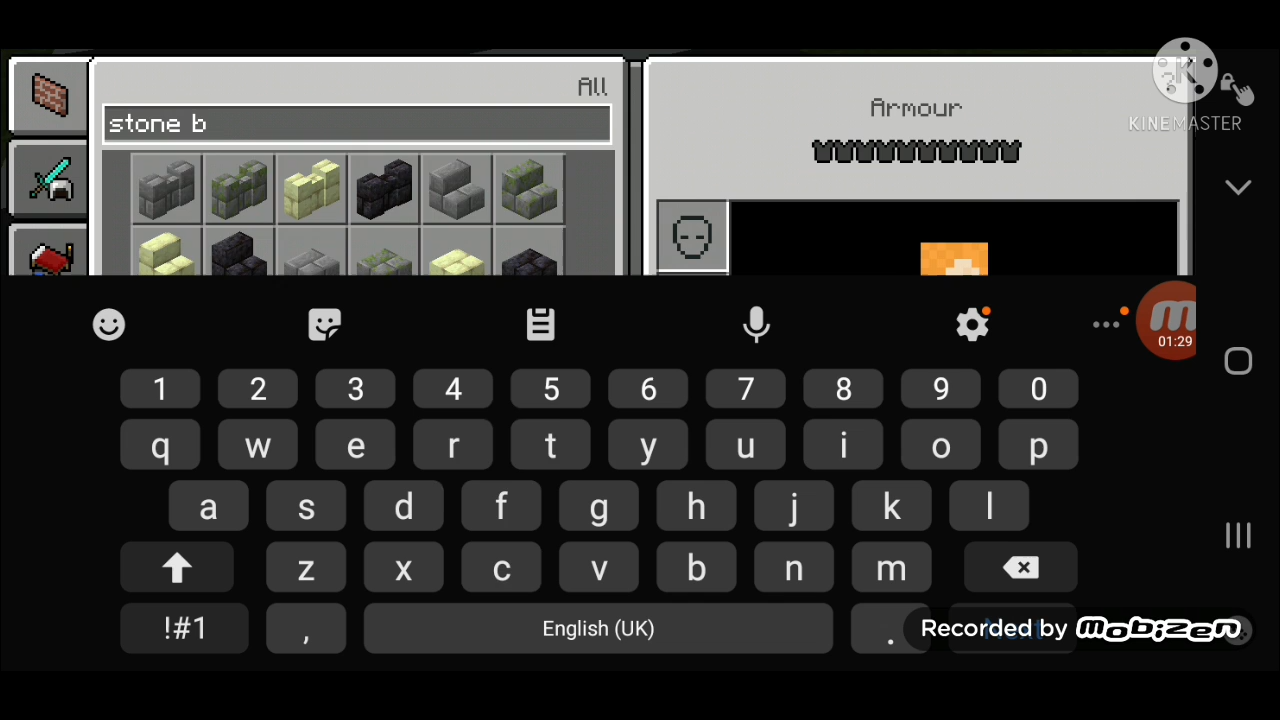 All
stone b
Armour
KINEMASTER
01:29
1 2 3 4 5 6 7 8 9 0
q w e r t y u i o p
a s d f g h j k l
z x c v b n m
!#1 , English (UK) .
Recorded by mobizen